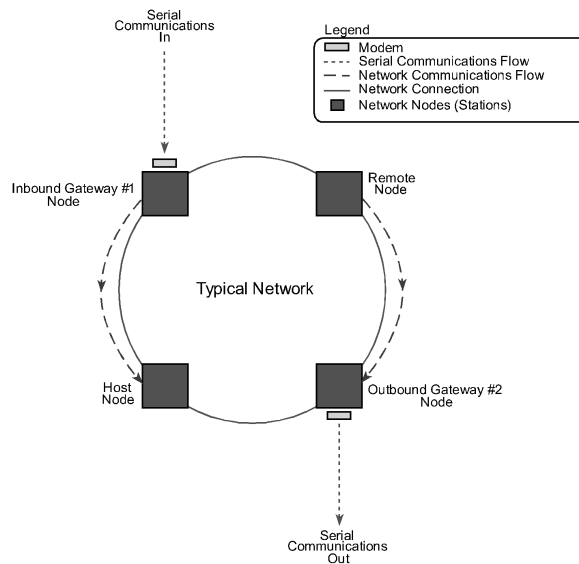 Serial
Communications
In
Legend
Modem
Serial Communications Flow
Network Communications Flow
Network Connection
Network Nodes (Stations)
Inbound Gateway #1
Node
Remote
Node
Typical Network
Host
Node
Outbound Gateway #2
Node
Serial
Communications
Out